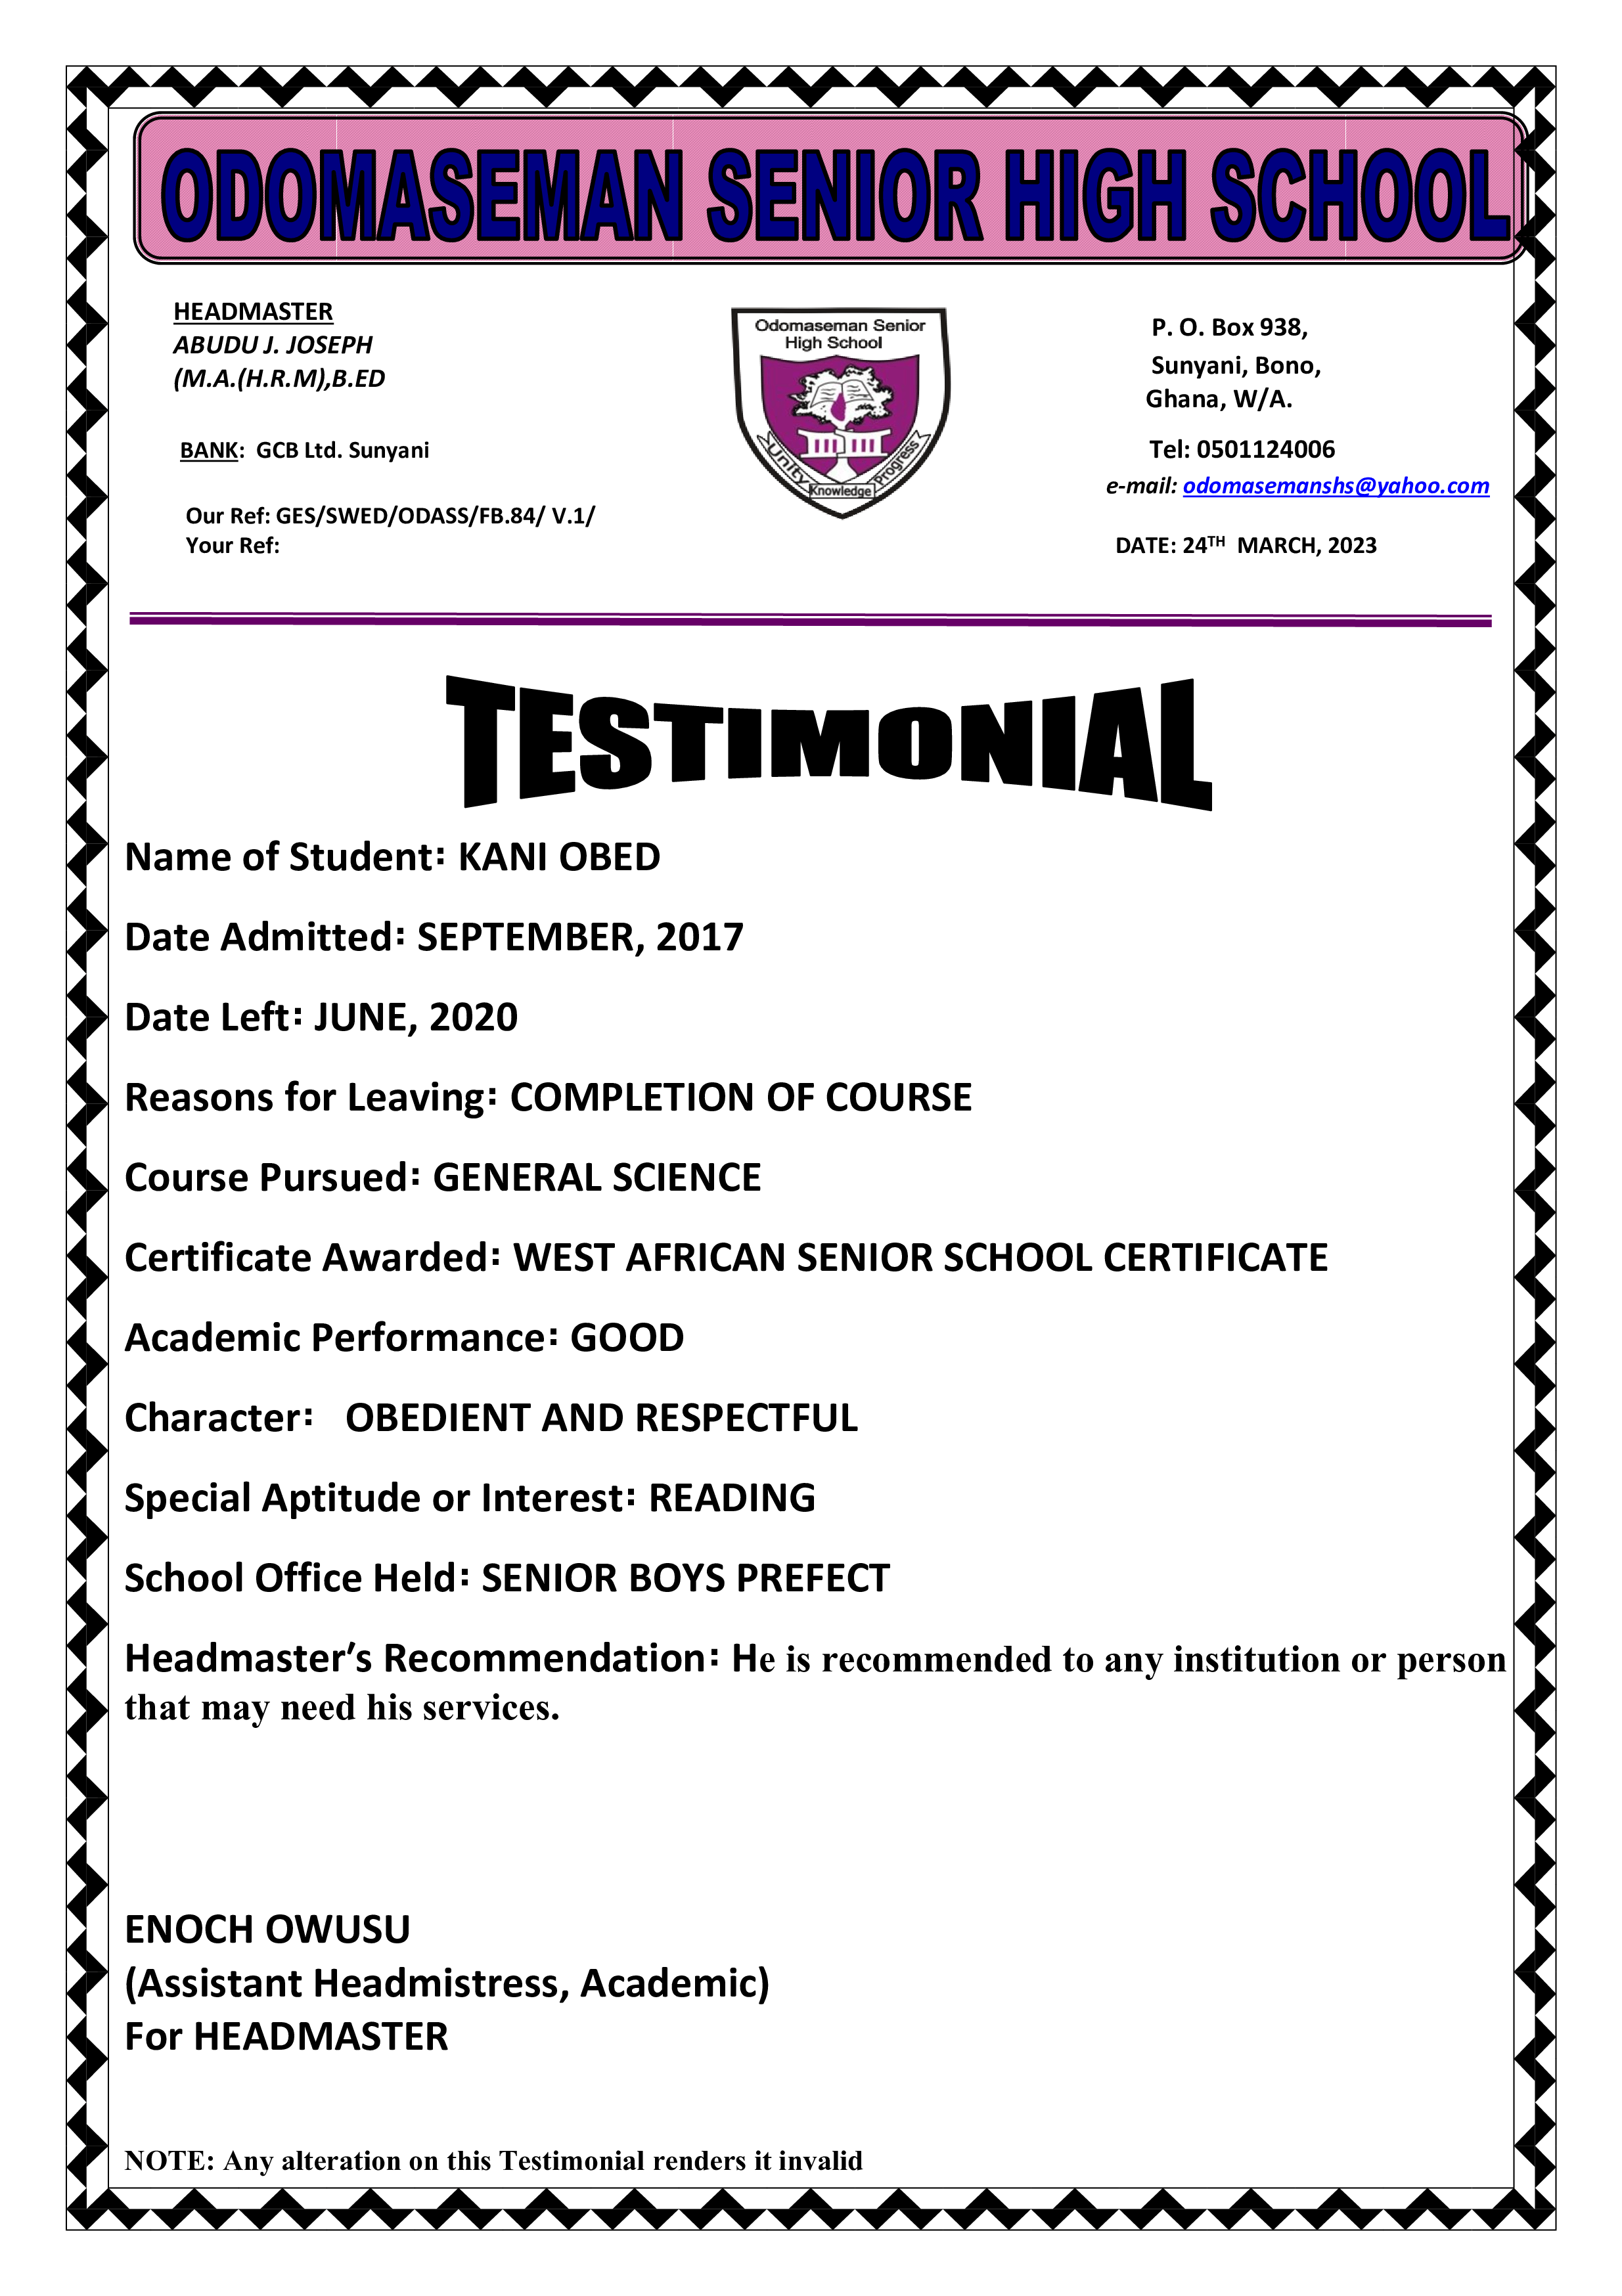 ODOMASEMAN SENIOR HIGH SCHOOL
HEADMASTER
ABUDU J. JOSEPH
(M.A.(H.R.M),B.ED
BANK: GCB Ltd. Sunyani
Our Ref: GES/SWED/ODASS/FB.84/ V.1/
Your Ref:
Odomaseman Senior
High School
Unity
Knowledge
Progress
P. O. Box 938,
Sunyani, Bono,
Ghana, W/A.
Tel: 0501124006
e-mail: odomasemanshs@yahoo.com
DATE: 24TH MARCH, 2023
TESTIMONIAL
Name of Student: KANI OBED
Date Admitted: SEPTEMBER, 2017
Date Left: JUNE, 2020
Reasons for Leaving: COMPLETION OF COURSE
Course Pursued: GENERAL SCIENCE
Certificate Awarded: WEST AFRICAN SENIOR SCHOOL CERTIFICATE
Academic Performance: GOOD
Character: OBEDIENT AND RESPECTFUL
Special Aptitude or Interest: READING
School Office Held: SENIOR BOYS PREFECT
Headmaster’s Recommendation: He is recommended to any institution or person
that may need his services.
ENOCH OWUSU
(Assistant Headmistress, Academic)
For HEADMASTER
NOTE: Any alteration on this Testimonial renders it invalid